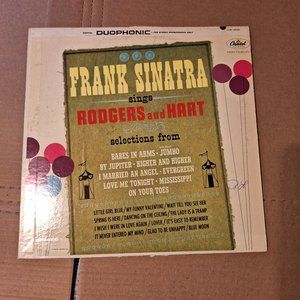 DUOPHONIC
Capitol
FRANK SINATRA
sings
RODGERS and HART
selections from
BABES IN ARMS • JUMBO
BY JUPITER • HIGHER AND HIGHER
I MARRIED AN ANGEL • EVERGREEN
LOVE ME TONIGHT • MISSISSIPPI
ON YOUR TOES
LITTLE GIRL BLUE / MY FUNNY VALENTINE / WAIT TILL YOU SEE HER
SPRING IS HERE / DANCING ON THE CEILING / THE LADY IS A TRAMP
I WISH I WERE IN LOVE AGAIN / LOVER / IT'S EASY TO REMEMBER
IT NEVER ENTERED MY MIND / GLAD TO BE UNHAPPY / BLUE MOON